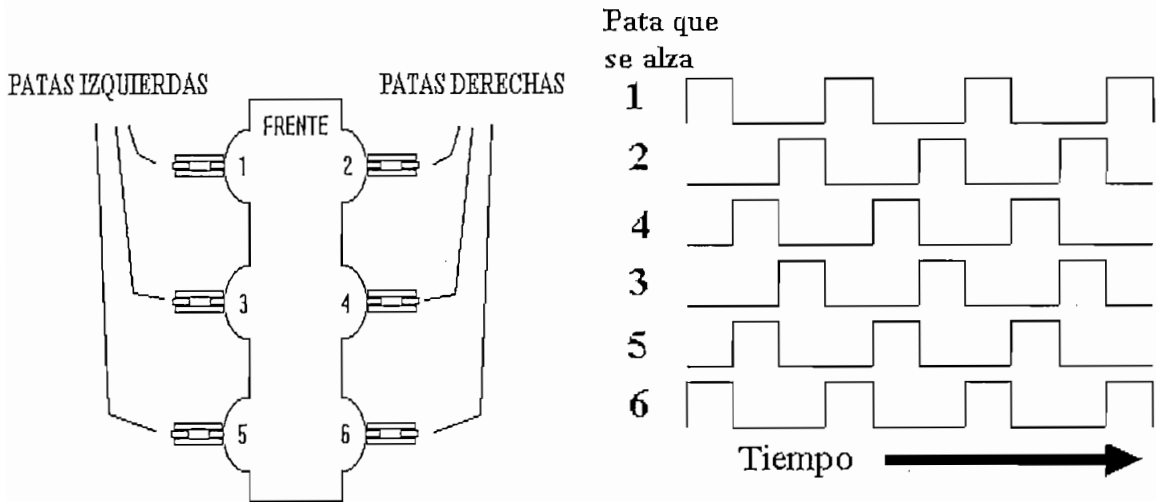 PATAS IZQUIERDAS
PATAS DERECHAS
FRENTE
1
2
3
4
5
6
Pata que
se alza
1
2
4
3
5
6
Tiempo